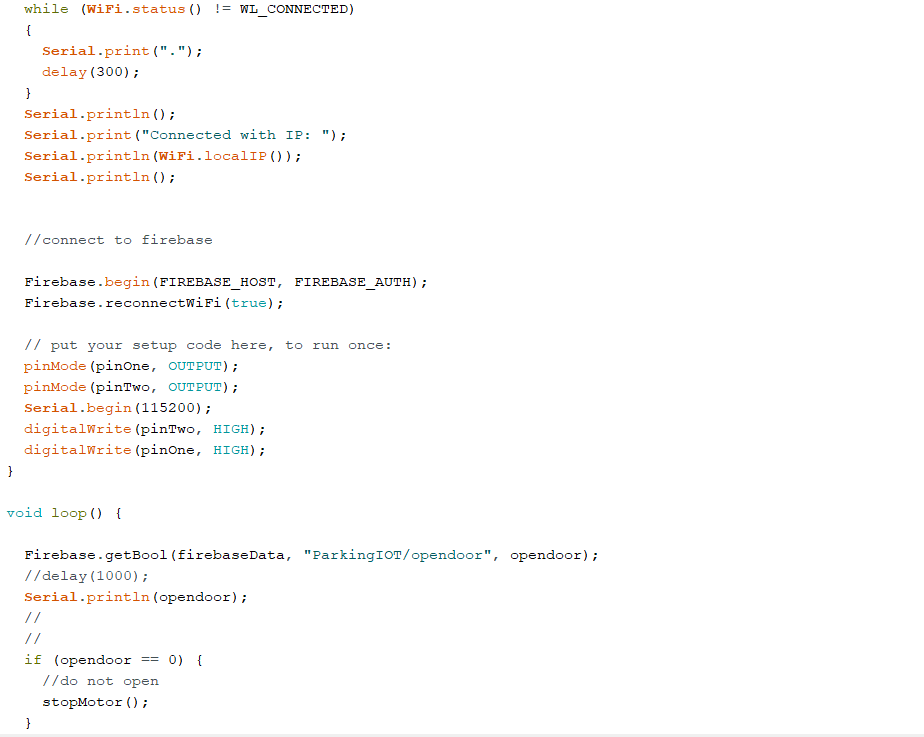 while (WiFi.status() != WL_CONNECTED)
{
Serial.print(".");
delay(300);
}
Serial.println();
Serial.print("Connected with IP: ");
Serial.println(WiFi.localIP());
Serial.println();
//connect to firebase
Firebase.begin(FIREBASE_HOST, FIREBASE_AUTH);
Firebase.reconnectWiFi(true);
// put your setup code here, to run once:
pinMode(pinOne, OUTPUT);
pinMode(pinTwo, OUTPUT);
Serial.begin(115200);
digitalWrite(pinTwo, HIGH);
digitalWrite(pinOne, HIGH);
}
void loop() {
Firebase.getBool(firebaseData, "ParkingIOT/opendoor", opendoor);
//delay(1000);
Serial.println(opendoor);
//
//
if (opendoor == 0) {
//do not open
stopMotor();
}